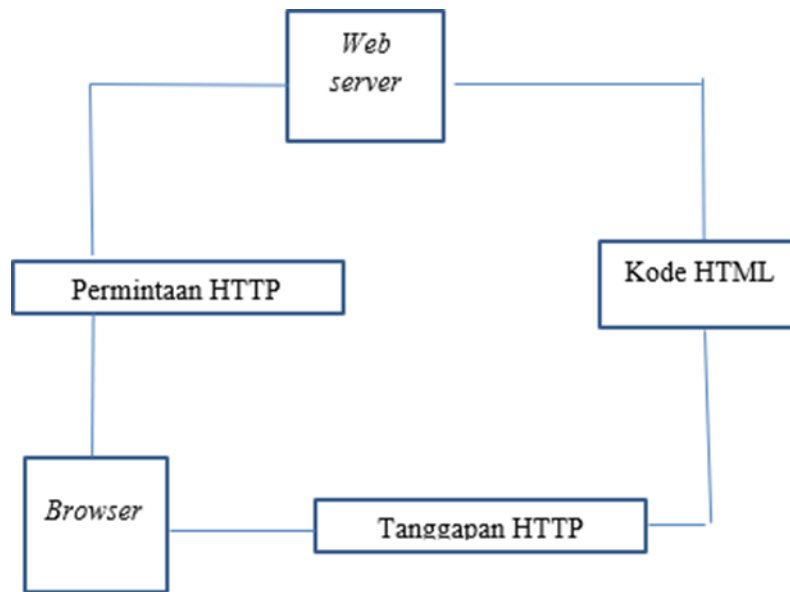 Web
server
Permintaan HTTP
Kode HTML
Browser
Tanggapan HTTP